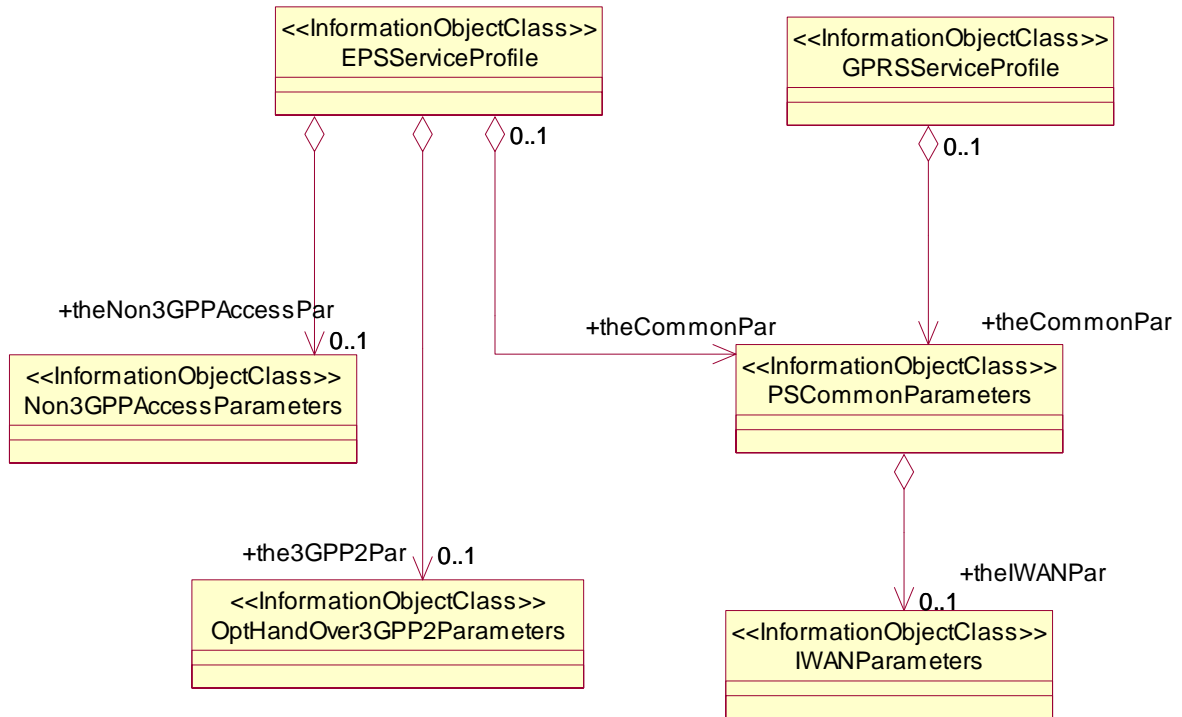 <<InformationObjectClass>>
EPSServiceProfile
<<InformationObjectClass>>
GPRSServiceProfile
0..1
0..1
+theNon3GPPAccessPar
0..1
+theCommonPar
+theCommonPar
<<InformationObjectClass>>
Non3GPPAccessParameters
<<InformationObjectClass>>
PSCommonParameters
+the3GPP2Par
0..1
+theIWANPar
0..1
<<InformationObjectClass>>
OptHandOver3GPP2Parameters
<<InformationObjectClass>>
IWANParameters